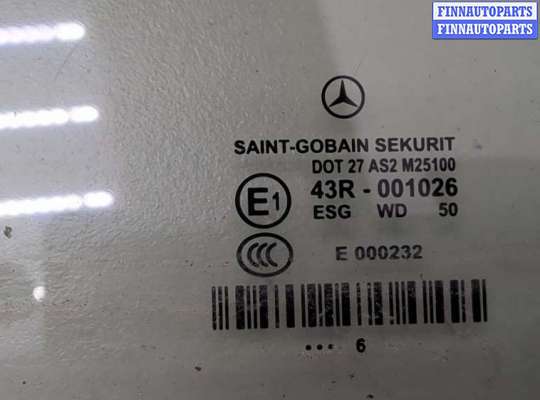 FINNAUTOPARTS
FINNAUTOPARTS
SAINT-GOBAIN SEKURIT
DOT 27 AS2 M25100
E1 43R - 001026
ESG WD 50
CCC E 000232
••• 6